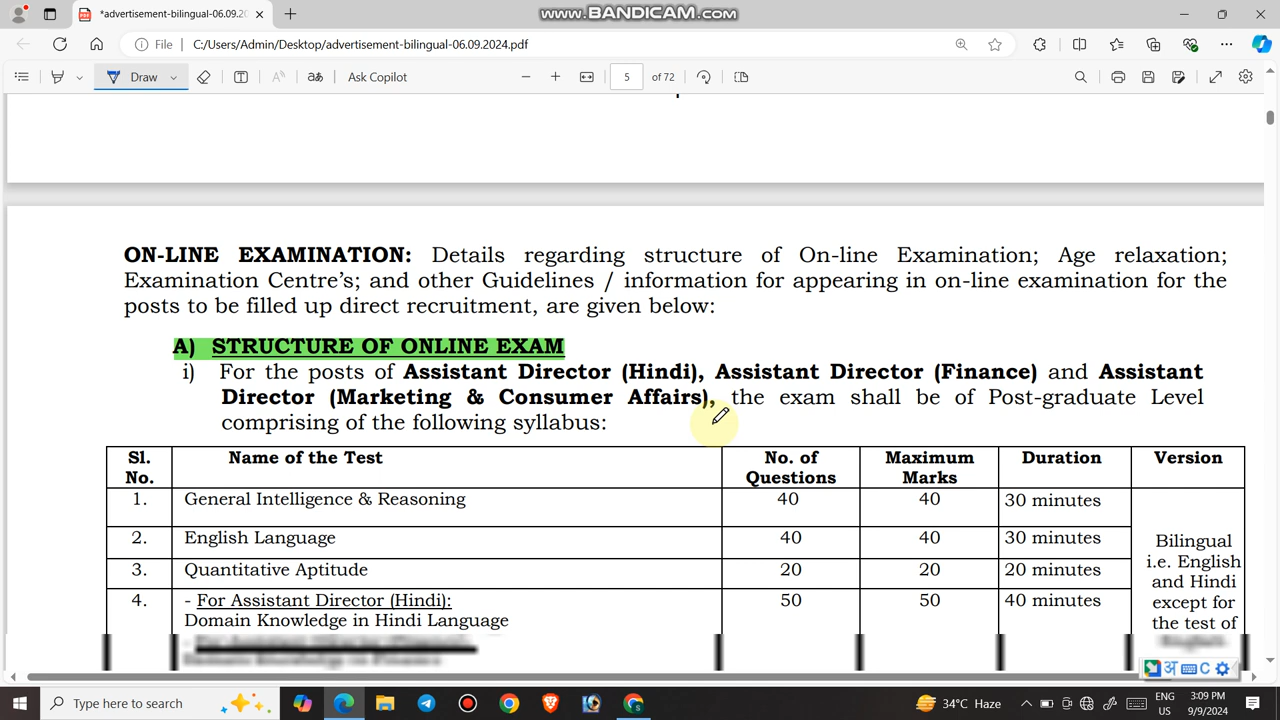 *advertisement-bilingual-06.09.20
www.BANDICAM.com
File C:/Users/Admin/Desktop/advertisement-bilingual-06.09.2024.pdf
Draw Ask Copilot 5 of 72
ON-LINE EXAMINATION: Details regarding structure of On-line Examination; Age relaxation;
Examination Centre's; and other Guidelines / information for appearing in on-line examination for the
posts to be filled up direct recruitment, are given below:
A) STRUCTURE OF ONLINE EXAM
i) For the posts of Assistant Director (Hindi), Assistant Director (Finance) and Assistant
Director (Marketing & Consumer Affairs), the exam shall be of Post-graduate Level
comprising of the following syllabus:
Sl. No. Name of the Test No. of Questions Maximum Marks Duration Version
1. General Intelligence & Reasoning 40 40 30 minutes
2. English Language 40 40 30 minutes
3. Quantitative Aptitude 20 20 20 minutes
4. - For Assistant Director (Hindi): 50 50 40 minutes
Domain Knowledge in Hindi Language
Domain Knowledge in Finance
Bilingual
i.e. English
and Hindi
except for
the test of
English
Type here to search
34°C Haze
ENG
US
3:09 PM
9/9/2024